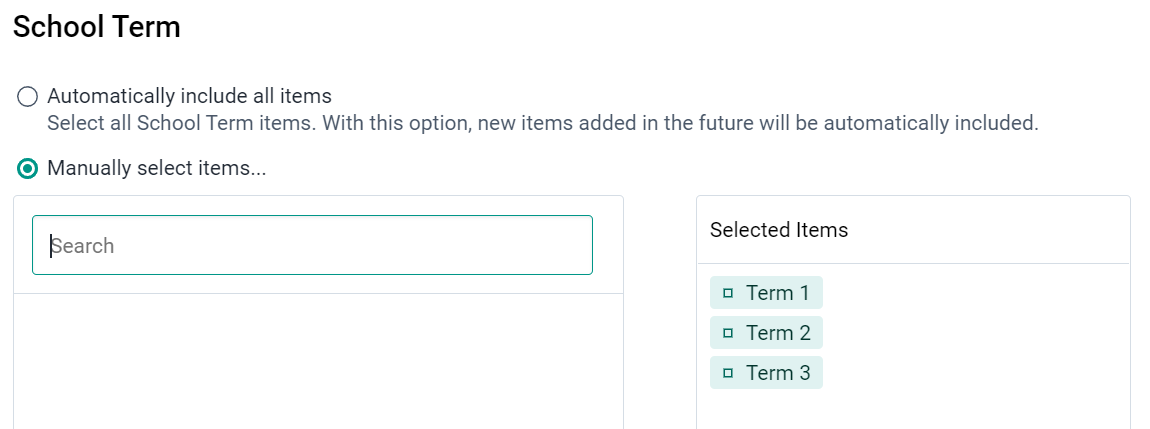 School Term
Automatically include all items
Select all School Term items. With this option, new items added in the future will be automatically included.
Manually select items...
Search
Selected Items
Term 1
Term 2
Term 3